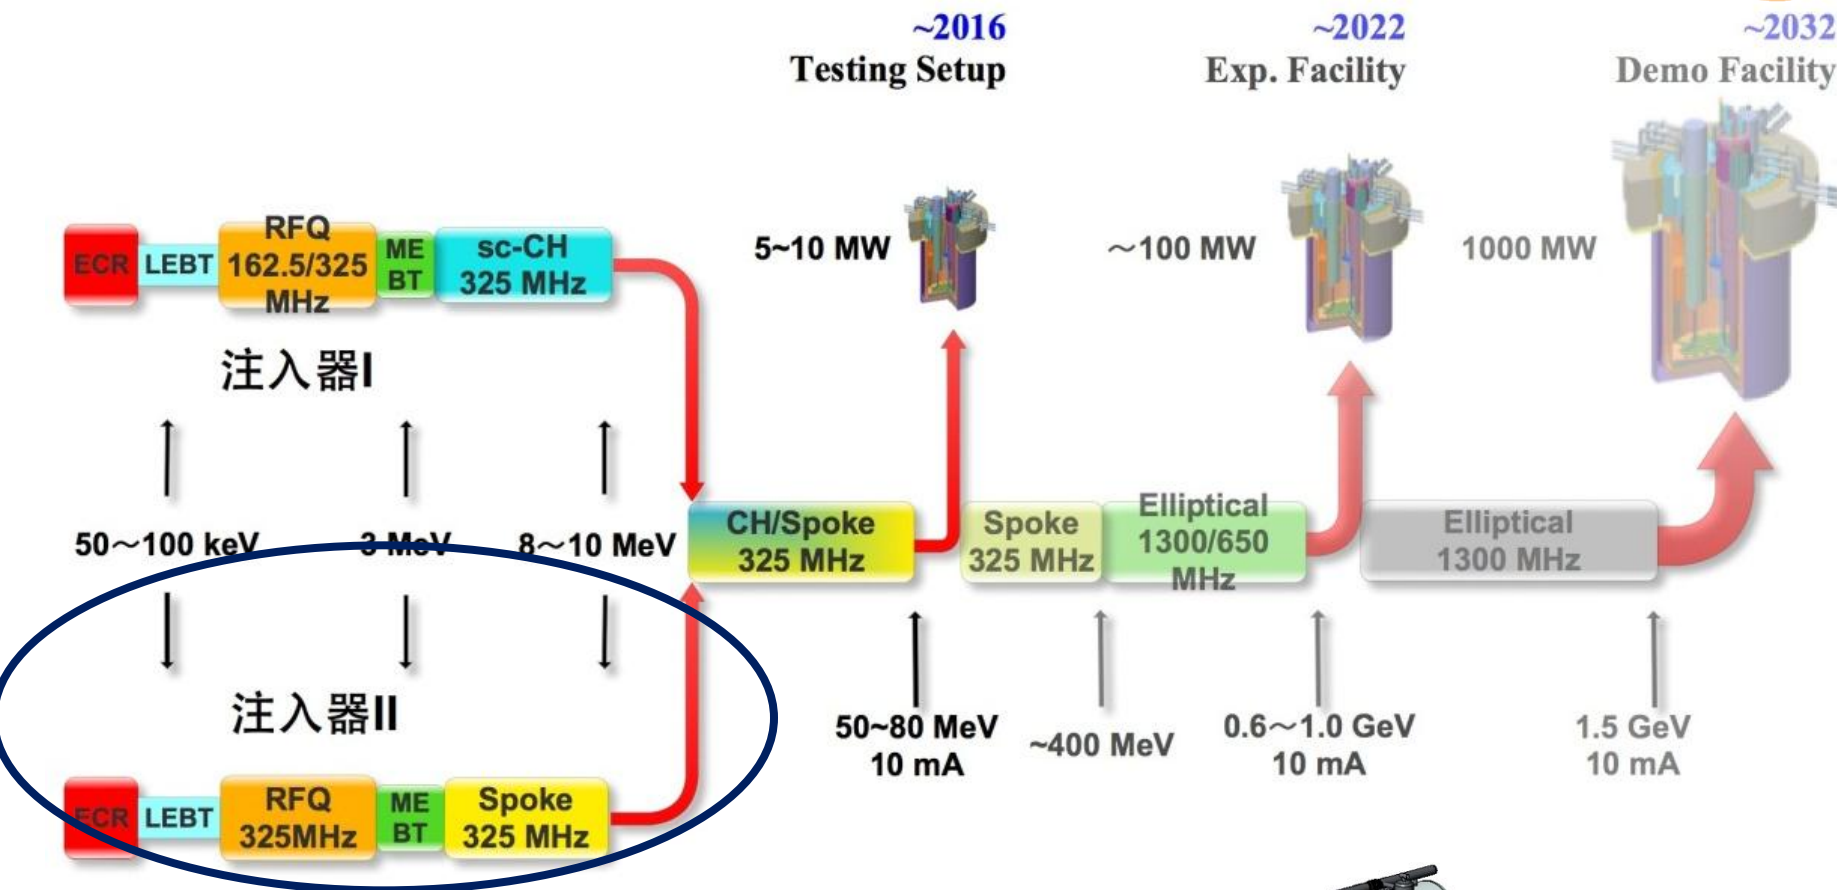 ~2016
Testing Setup
~2022
Exp. Facility
~2032
Demo Facility
5~10 MW
～100 MW
1000 MW
ECR
LEBT
RFQ
162.5/325
MHz
ME
BT
sc-CH
325 MHz
注入器I
50～100 keV
3 MeV
8～10 MeV
CH/Spoke
325 MHz
Spoke
325 MHz
Elliptical
1300/650
MHz
Elliptical
1300 MHz
注入器II
50~80 MeV
10 mA
~400 MeV
0.6～1.0 GeV
10 mA
1.5 GeV
10 mA
ECR
LEBT
RFQ
325MHz
ME
BT
Spoke
325 MHz